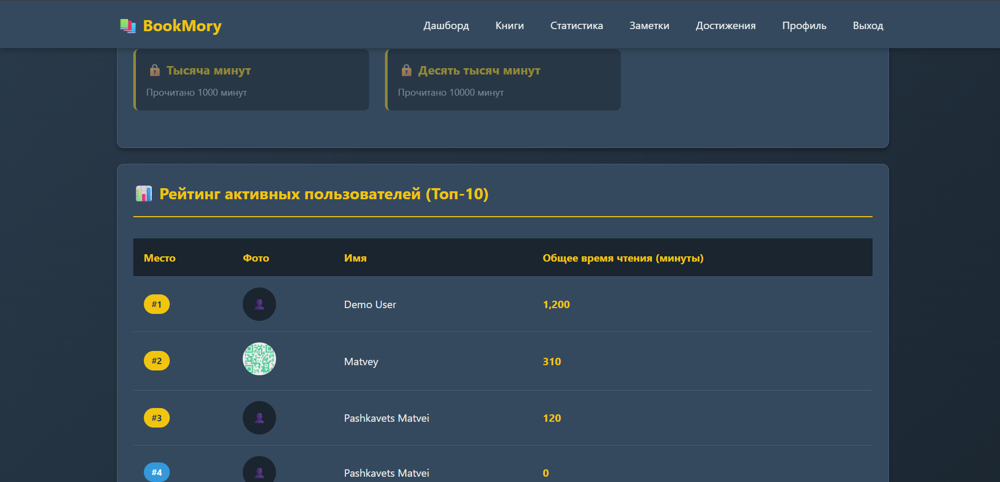 BookMory
Дашборд Книги Статистика Заметки Достижения Профиль Выход
Тысяча минут
Прочитано 1000 минут
Десять тысяч минут
Прочитано 10000 минут
Рейтинг активных пользователей (Топ-10)
Место Фото Имя Общее время чтения (минуты)
#1 Demo User 1,200
#2 Matvey 310
#3 Pashkavets Matvei 120
#4 Pashkavets Matvei 0